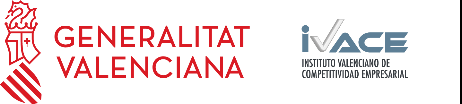 GENERALITAT
VALENCIANA
iVACE
INSTITUTO VALENCIANO DE
COMPETITIVIDAD EMPRESARIAL